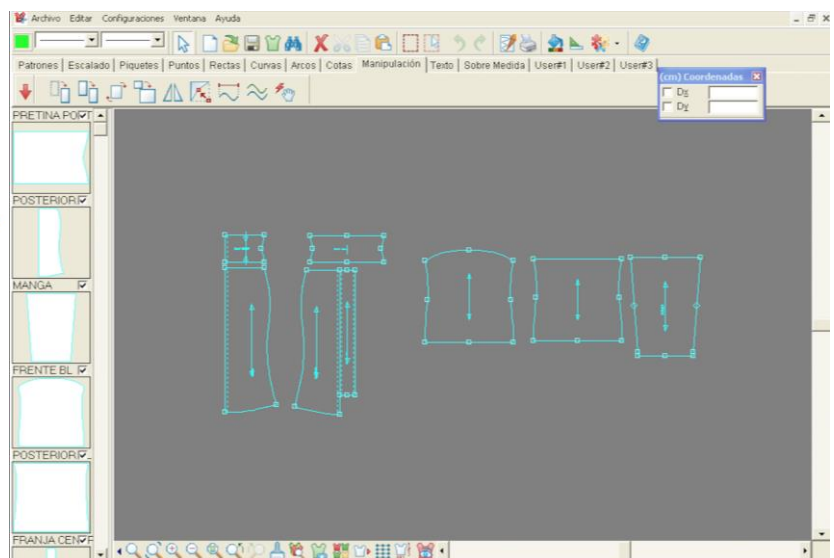 Archivo Editar Configuraciones Ventana Ayuda
Patrones Escalado Piquetes Puntos Rectas Curvas Arcos Cotas Manipulación Texto Sobre Medida User#1 User#2 User#3
(cm) Coordenadas
Dx
Dy
PRETINA
POSTERIOR
MANGA
FRENTE BL
POSTERIOR
FRANJA CEN